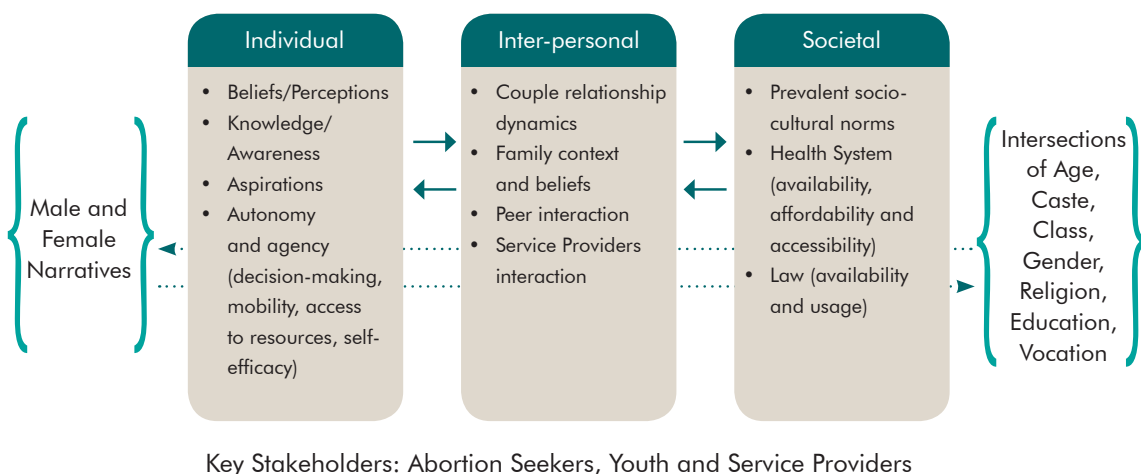 Individual
• Beliefs/Perceptions
• Knowledge/
Awareness
• Aspirations
• Autonomy
and agency
(decision-making,
mobility, access
to resources, self-
efficacy)
Inter-personal
• Couple relationship
dynamics
• Family context
and beliefs
• Peer interaction
• Service Providers
interaction
Societal
• Prevalent socio-
cultural norms
• Health System
(availability,
affordability and
accessibility)
• Law (availability
and usage)
Male and
Female
Narratives
Intersections
of Age,
Caste,
Class,
Gender,
Religion,
Education,
Vocation
Key Stakeholders: Abortion Seekers, Youth and Service Providers